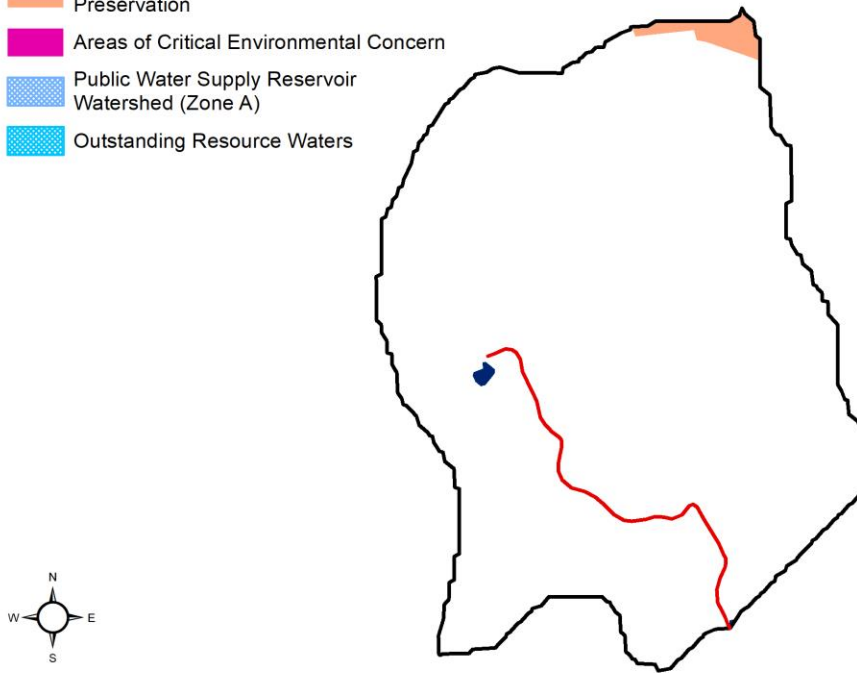 Preservation
Areas of Critical Environmental Concern
Public Water Supply Reservoir
Watershed (Zone A)
Outstanding Resource Waters
N
W E
S